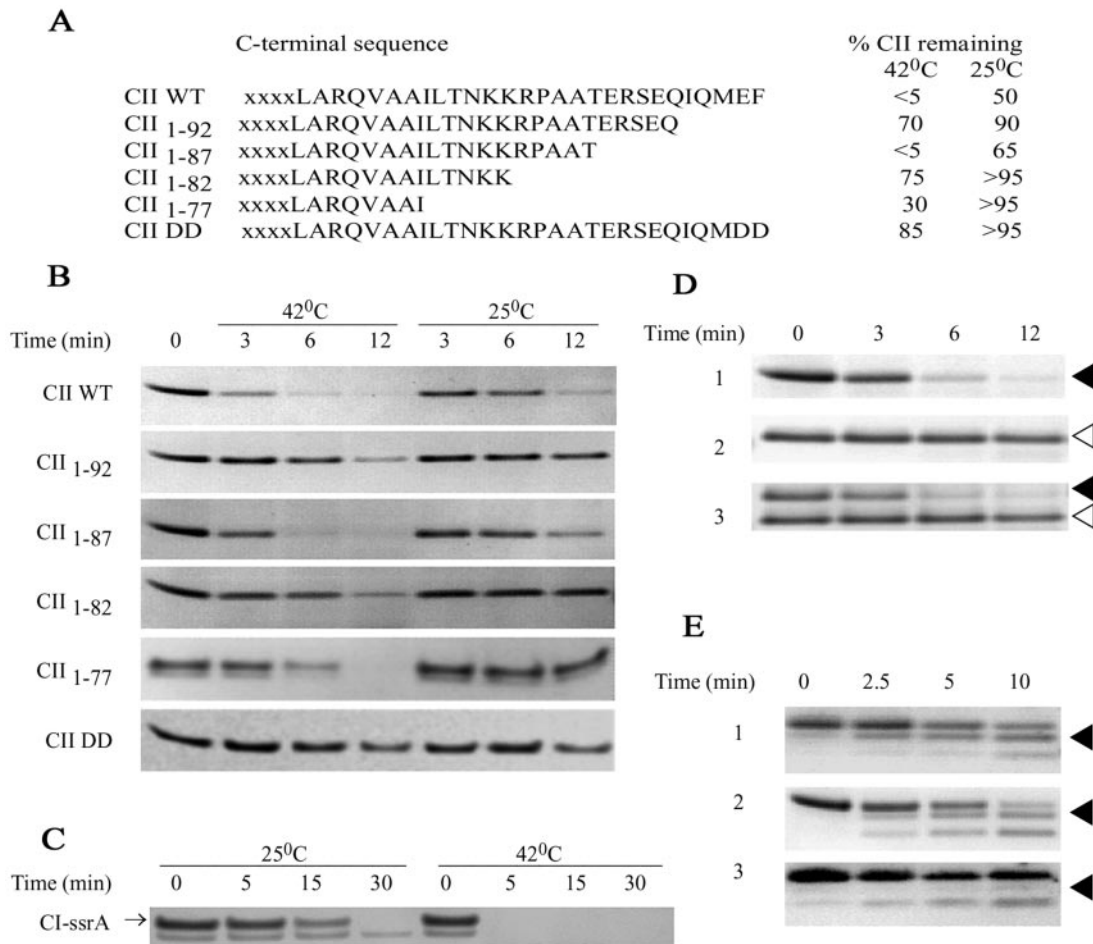 A
C-terminal sequence % CII remaining
42⁰C 25⁰C
CII WT xxxxLARQVAAILTNKKRPAATERSEQIQMEF <5 50
CII 1-92 xxxxLARQVAAILTNKKRPAATERSEQ 70 90
CII 1-87 xxxxLARQVAAILTNKKRPAAT <5 65
CII 1-82 xxxxLARQVAAILTNKK 75 >95
CII 1-77 xxxxLARQVAAI 30 >95
CII DD xxxxLARQVAAILTNKKRPAATERSEQIQMDD 85 >95
B
42⁰C 25⁰C
Time (min) 0 3 6 12 3 6 12
CII WT
CII 1-92
CII 1-87
CII 1-82
CII 1-77
CII DD
C
25⁰C 42⁰C
Time (min) 0 5 15 30 0 5 15 30
CI-ssrA →
D
Time (min) 0 3 6 12
1
2
3
E
Time (min) 0 2.5 5 10
1
2
3